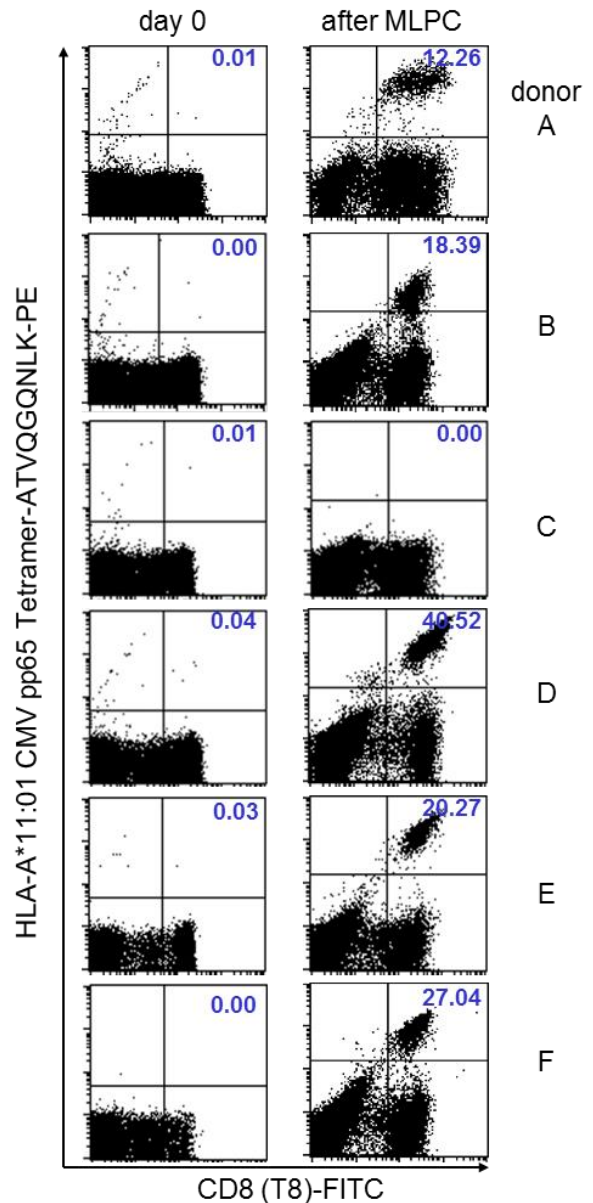 day 0
after MLPC
0.01
12.26
donor
A
0.00
18.39
B
0.01
0.00
C
0.04
40.52
D
0.03
20.27
E
0.00
27.04
F
HLA-A*11:01 CMV pp65 Tetramer-ATVQGQNLK-PE
CD8 (T8)-FITC